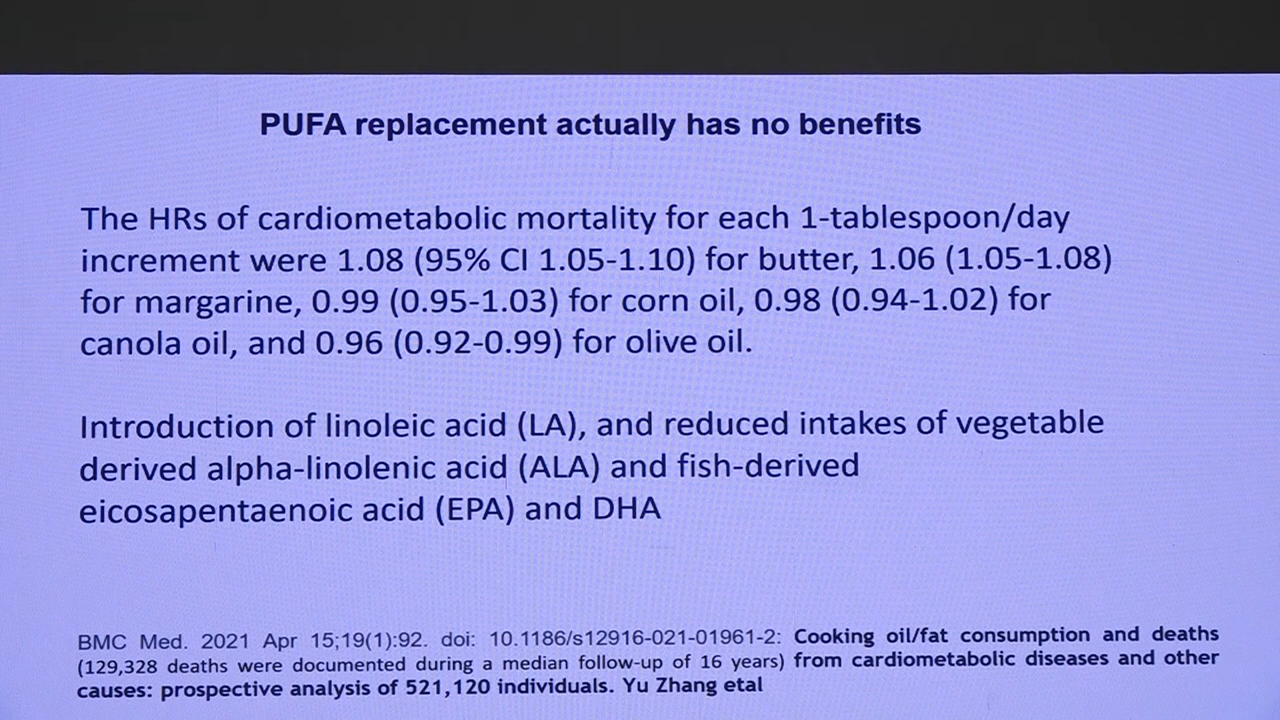 PUFA replacement actually has no benefits
The HRs of cardiometabolic mortality for each 1-tablespoon/day
increment were 1.08 (95% CI 1.05-1.10) for butter, 1.06 (1.05-1.08)
for margarine, 0.99 (0.95-1.03) for corn oil, 0.98 (0.94-1.02) for
canola oil, and 0.96 (0.92-0.99) for olive oil.
Introduction of linoleic acid (LA), and reduced intakes of vegetable
derived alpha-linolenic acid (ALA) and fish-derived
eicosapentaenoic acid (EPA) and DHA
BMC Med. 2021 Apr 15;19(1):92. doi: 10.1186/s12916-021-01961-2: Cooking oil/fat consumption and deaths
(129,328 deaths were documented during a median follow-up of 16 years) from cardiometabolic diseases and other
causes: prospective analysis of 521,120 individuals. Yu Zhang etal